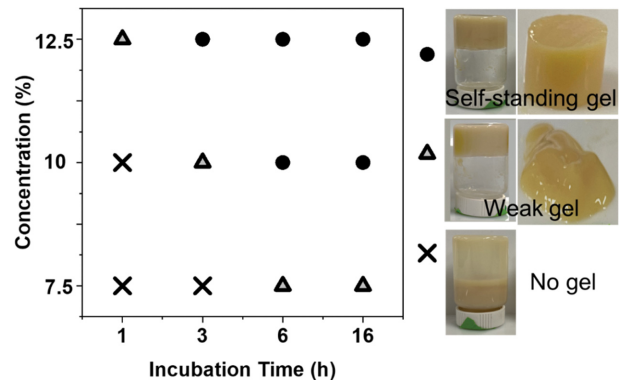 12.5
10
7.5
Concentration (%)
1 3 6 16
Incubation Time (h)
Self-standing gel
Weak gel
No gel